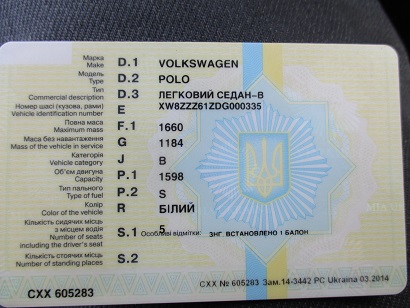 Марка
Make D.1 VOLKSWAGEN
Модель
Type D.2 POLO
Тип
Commercial description D.3 ЛЕГКОВИЙ СЕДАН-В
Номер шасі (кузова, рами)
Vehicle identification number E XW8ZZZ61ZDG000335
Повна маса
Maximum mass F.1 1660
Маса без навантаження
Mass of the vehicle in service G 1184
Категорія
Vehicle category J B
Об'єм двигуна
Capacity P.1 1598
Тип пального
Type of fuel P.2 S
Колір
Color of the vehicle R БІЛИЙ
Кількість сидячих місць
з місцем водія
Number of seats
including the driver's seat S.1 5 Особливі відмітки: ЗНГ ВСТАНОВЛЕНО 1 БАЛОН
Кількість стоячих місць
Number of standing places S.2
CXX 605283
CXX № 605283 Зам.14-3442 PC Ukraina 03.2014